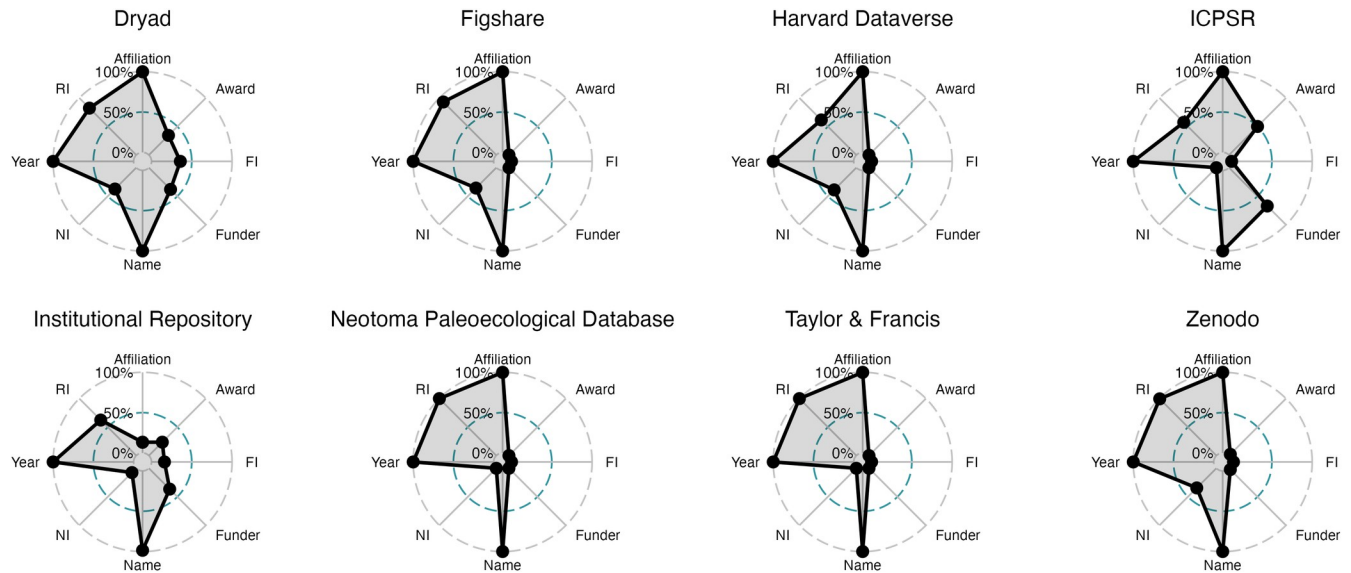 Dryad
Affiliation
100%
RI
Award
50%
0%
Year
FI
NI
Funder
Name
Figshare
Affiliation
100%
RI
Award
50%
0%
Year
FI
NI
Funder
Name
Harvard Dataverse
Affiliation
100%
RI
Award
50%
0%
Year
FI
NI
Funder
Name
ICPSR
Affiliation
100%
RI
Award
50%
0%
Year
FI
NI
Funder
Name
Institutional Repository
Affiliation
100%
RI
Award
50%
0%
Year
FI
NI
Funder
Name
Neotoma Paleoecological Database
Affiliation
100%
RI
Award
50%
0%
Year
FI
NI
Funder
Name
Taylor & Francis
Affiliation
100%
RI
Award
50%
0%
Year
FI
NI
Funder
Name
Zenodo
Affiliation
100%
RI
Award
50%
0%
Year
FI
NI
Funder
Name